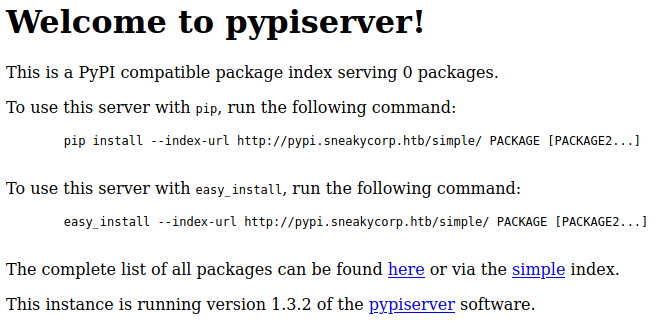 Welcome to pypiserver!
This is a PyPI compatible package index serving 0 packages.
To use this server with pip, run the following command:
pip install --index-url http://pypi.sneakycorp.htb/simple/ PACKAGE [PACKAGE2...]
To use this server with easy_install, run the following command:
easy_install --index-url http://pypi.sneakycorp.htb/simple/ PACKAGE [PACKAGE2...]
The complete list of all packages can be found here or via the simple index.
This instance is running version 1.3.2 of the pypiserver software.